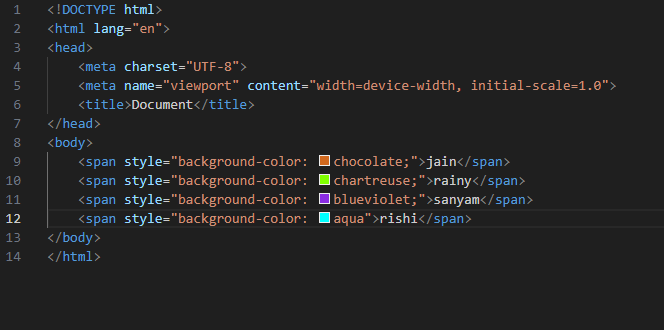 1 <!DOCTYPE html>
2 <html lang="en">
3 <head>
4     <meta charset="UTF-8">
5     <meta name="viewport" content="width=device-width, initial-scale=1.0">
6     <title>Document</title>
7 </head>
8 <body>
9     <span style="background-color: chocolate;">jain</span>
10     <span style="background-color: chartreuse;">rainy</span>
11     <span style="background-color: blueviolet;">sanyam</span>
12     <span style="background-color: aqua">rishi</span>
13 </body>
14 </html>